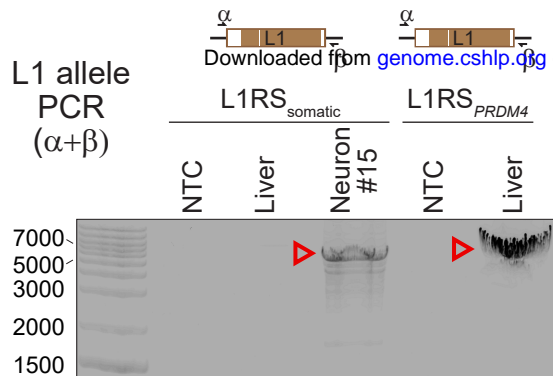 α α
L1 L1
β β
Downloaded from genome.cshlp.org
L1 allele
PCR
(α+β)
L1RSsomatic L1RSPRDM4
NTC
Liver
Neuron
#15
NTC
Liver
7000
5000
3000
2000
1500